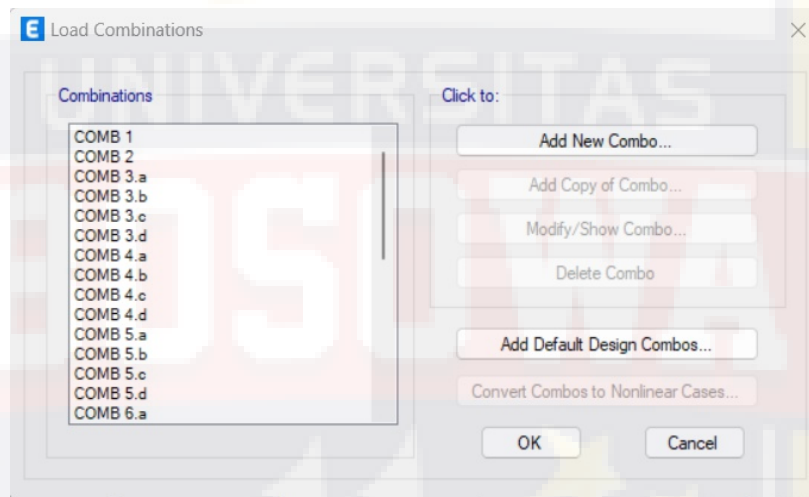 E Load Combinations
UNIVERSITAS
Combinations
COMB 1
COMB 2
COMB 3.a
COMB 3.b
COMB 3.c
COMB 3.d
COMB 4.a
COMB 4.b
COMB 4.c
COMB 4.d
COMB 5.a
COMB 5.b
COMB 5.c
COMB 5.d
COMB 6.a
Click to:
Add New Combo...
Add Copy of Combo...
Modify/Show Combo...
Delete Combo
Add Default Design Combos...
Convert Combos to Nonlinear Cases...
OK
Cancel